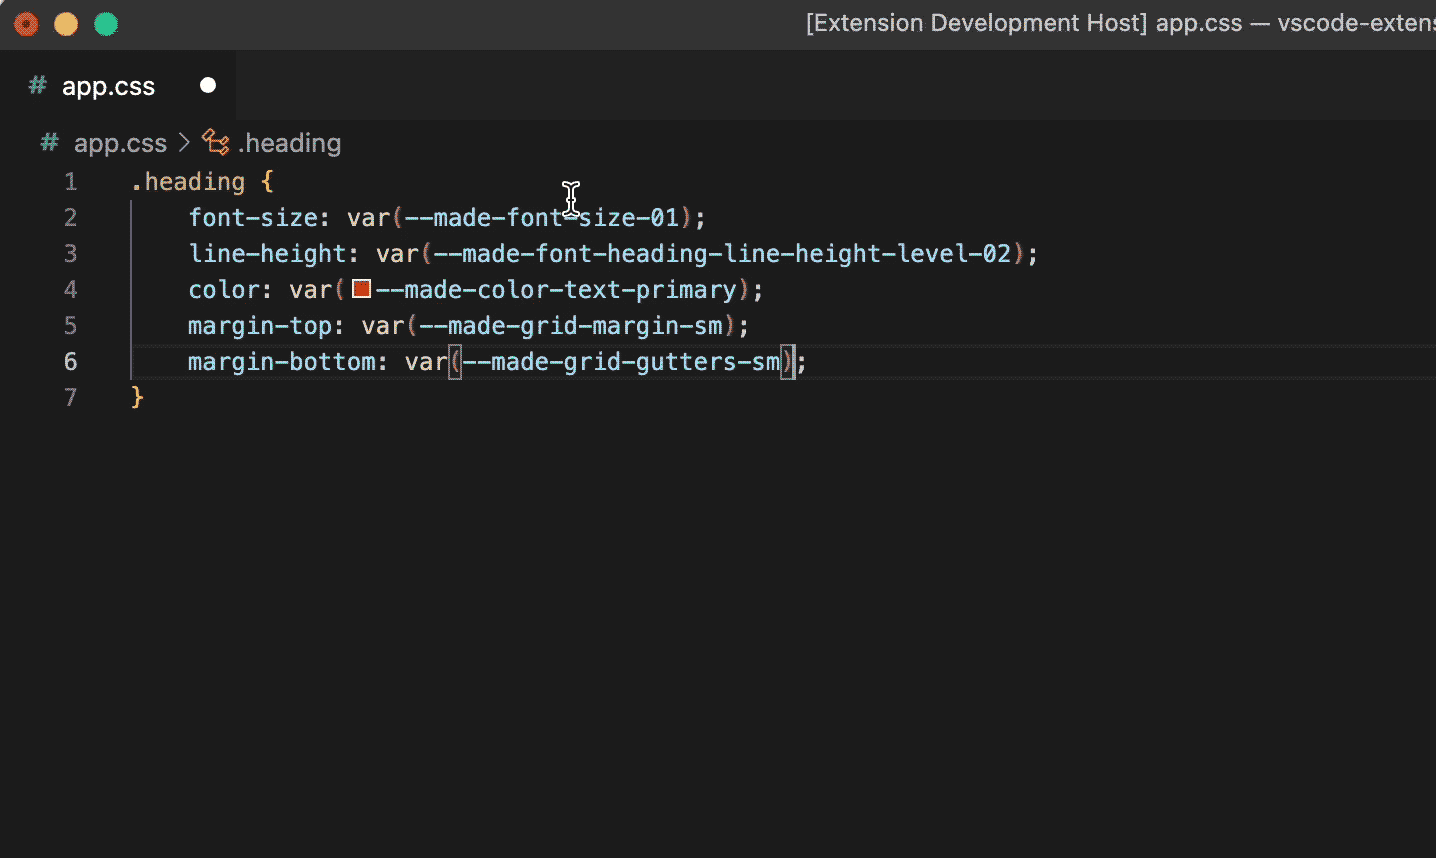 [Extension Development Host] app.css — vscode-extens
# app.css
# app.css > .heading
1 .heading {
2 font-size: var(--made-font-size-01);
3 line-height: var(--made-font-heading-line-height-level-02);
4 color: var(--made-color-text-primary);
5 margin-top: var(--made-grid-margin-sm);
6 margin-bottom: var(--made-grid-gutters-sm);
7 }